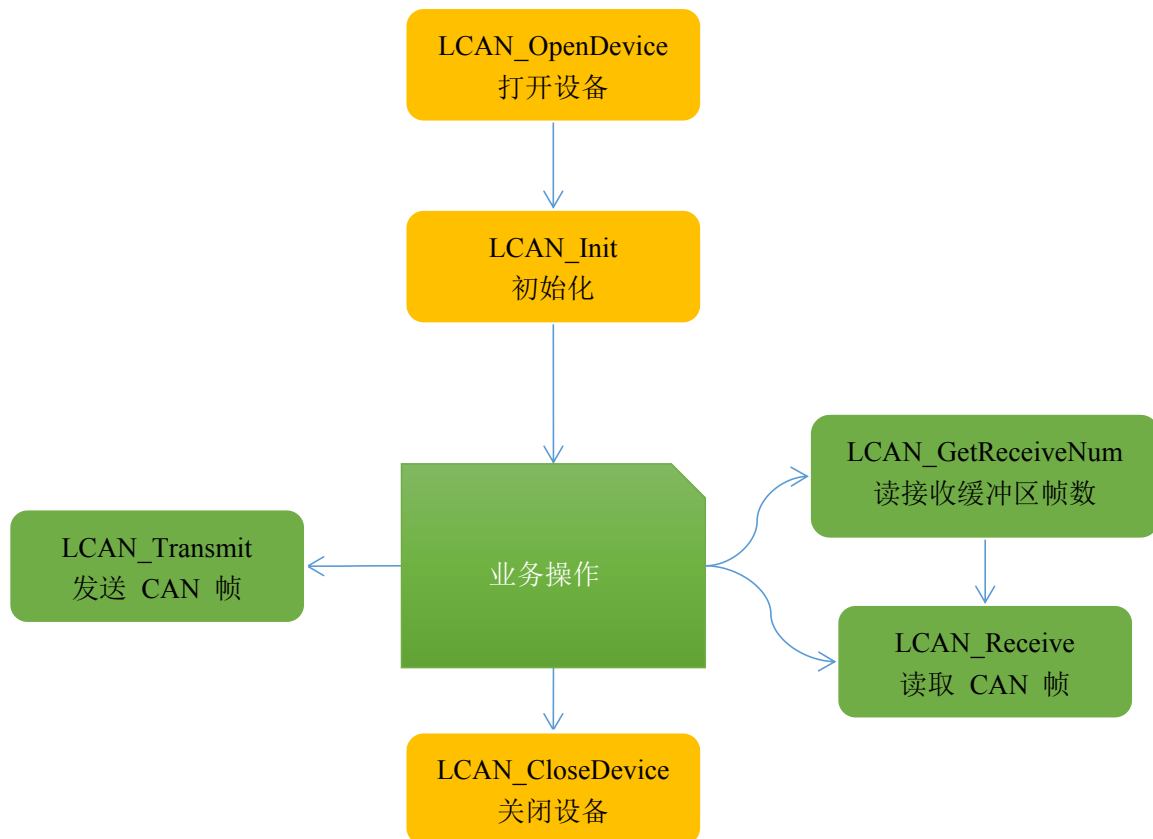 LCAN_OpenDevice
打开设备
LCAN_Init
初始化
LCAN_GetReceiveNum
读接收缓冲区帧数
LCAN_Transmit
发送 CAN 帧
业务操作
LCAN_Receive
读取 CAN 帧
LCAN_CloseDevice
关闭设备